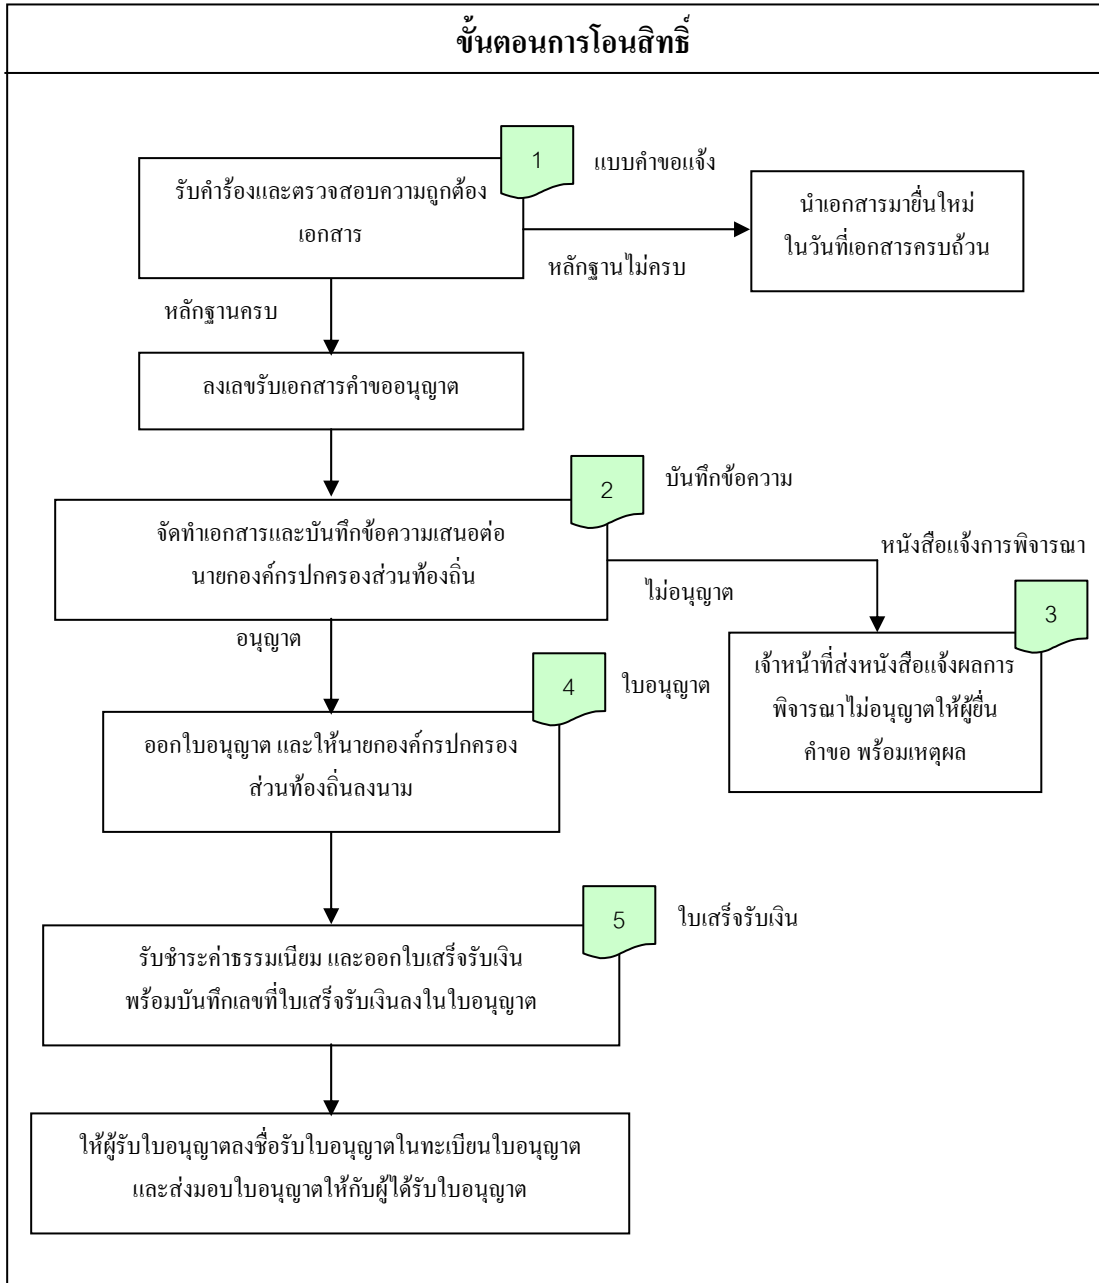 ขั้นตอนการโอนสิทธิ์
1
แบบคำขอแจ้ง
รับคำร้องและตรวจสอบความถูกต้อง
เอกสาร
นำเอกสารมายื่นใหม่
ในวันที่เอกสารครบถ้วน
หลักฐานไม่ครบ
หลักฐานครบ
ลงเลขรับเอกสารคำขออนุญาต
2
บันทึกข้อความ
จัดทำเอกสารและบันทึกข้อความเสนอต่อ
นายกองค์กรปกครองส่วนท้องถิ่น
หนังสือแจ้งการพิจารณา
ไม่อนุญาต
3
อนุญาต
เจ้าหน้าที่ส่งหนังสือแจ้งผลการ
พิจารณาไม่อนุญาตให้ผู้ยื่น
คำขอ พร้อมเหตุผล
4
ใบอนุญาต
ออกใบอนุญาต และให้นายกองค์กรปกครอง
ส่วนท้องถิ่นลงนาม
5
ใบเสร็จรับเงิน
รับชำระค่าธรรมเนียม และออกใบเสร็จรับเงิน
พร้อมบันทึกเลขที่ใบเสร็จรับเงินลงในใบอนุญาต
ให้ผู้รับใบอนุญาตลงชื่อรับใบอนุญาตในทะเบียนใบอนุญาต
และส่งมอบใบอนุญาตให้กับผู้ได้รับใบอนุญาต